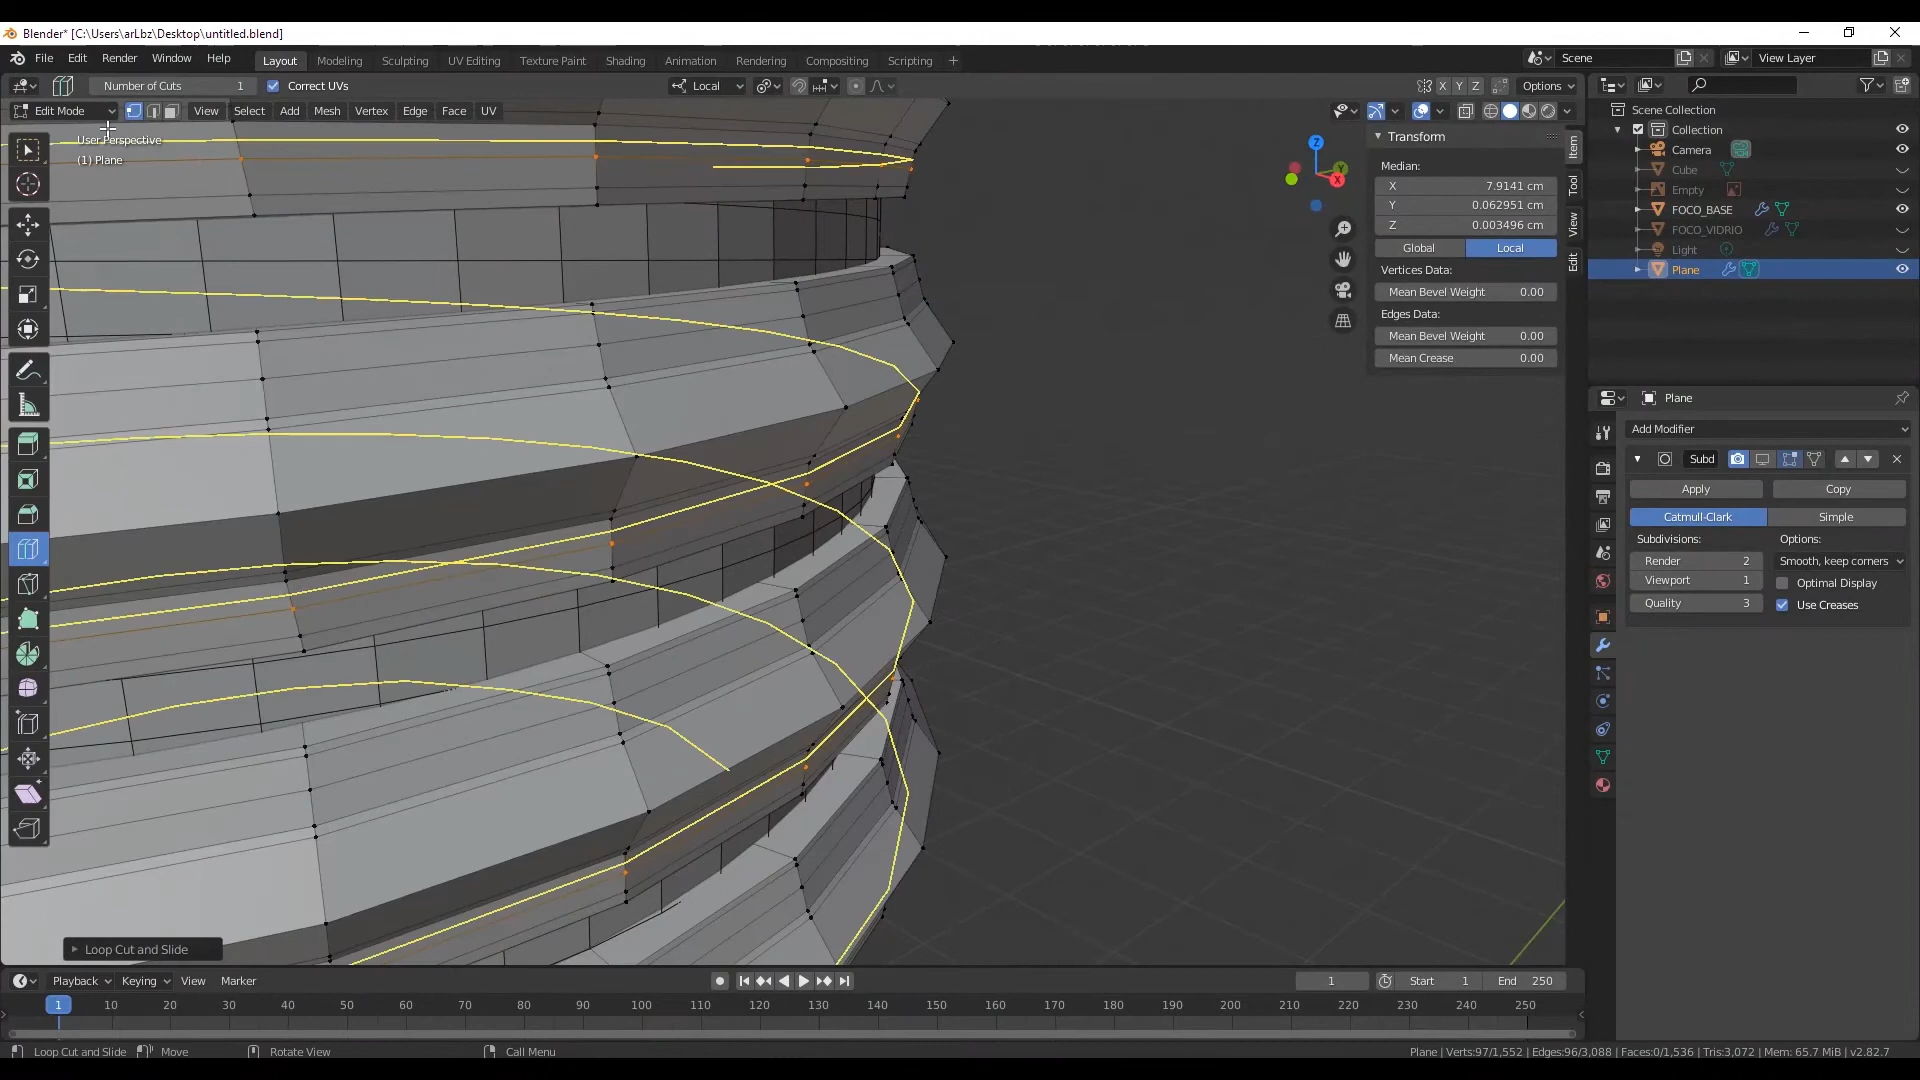 Blender* [C:\Users\arLbz\Desktop\untitled.blend]
File Edit Render Window Help Layout Modeling Sculpting UV Editing Texture Paint Shading Animation Rendering Compositing Scripting + Scene View Layer
Number of Cuts 1 Correct UVs Local X Y Z Options
Edit Mode View Select Add Mesh Vertex Edge Face UV
User Perspective
(1) Plane
Z
Y
X
Transform
Median:
X 7.9141 cm
Y 0.062951 cm
Z 0.003496 cm
Global Local
Vertices Data:
Mean Bevel Weight 0.00
Edges Data:
Mean Bevel Weight 0.00
Mean Crease 0.00
Item
Tool
View
Edit
Scene Collection
Collection
Camera
Cube
Empty
FOCO_BASE
FOCO_VIDRIO
Light
Plane
Plane
Add Modifier
Subd
Apply Copy
Catmull-Clark Simple
Subdivisions: Options:
Render 2 Smooth, keep corners
Viewport 1 Optimal Display
Quality 3 Use Creases
Loop Cut and Slide
Playback Keying View Marker 1 Start 1 End 250
1 10 20 30 40 50 60 70 80 90 100 110 120 130 140 150 160 170 180 190 200 210 220 230 240 250
Loop Cut and Slide Move Rotate View Call Menu Plane | Verts:97/1,552 | Edges:96/3,088 | Faces:0/1,536 | Tris:3,072 | Mem: 65.7 MiB | v2.82.7